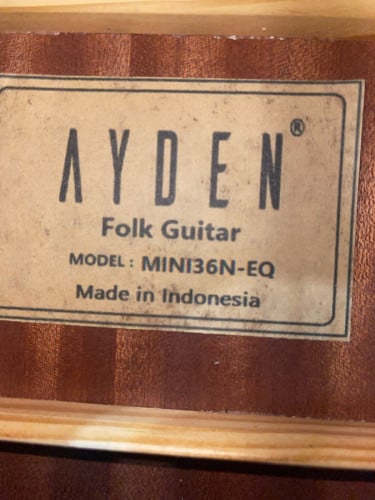 AYDEN®
Folk Guitar
MODEL : MINI36N-EQ
Made in Indonesia